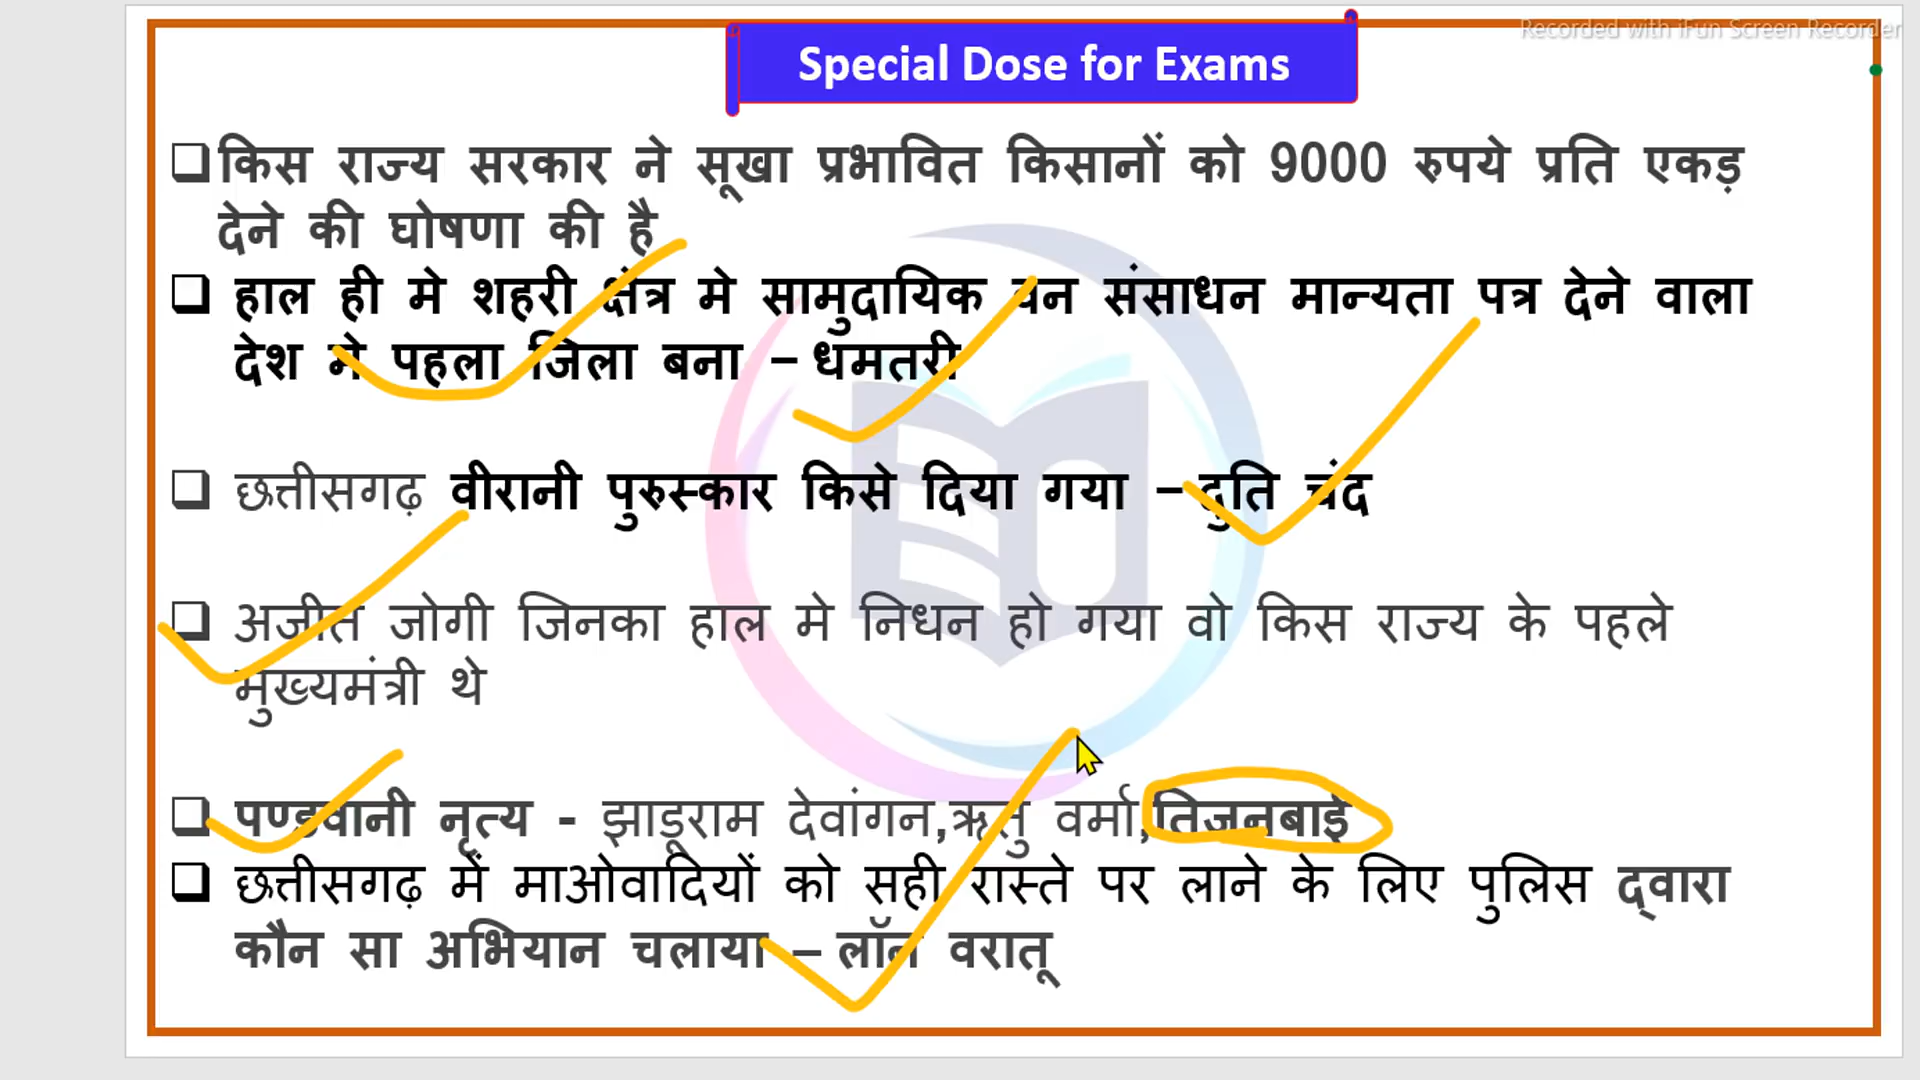 Recorded with iFun Screen Recorder
Special Dose for Exams
किस राज्य सरकार ने सूखा प्रभावित किसानों को 9000 रुपये प्रति एकड़
देने की घोषणा की है
हाल ही मे शहरी क्षेत्र मे सामुदायिक वन संसाधन मान्यता पत्र देने वाला
देश मे पहला जिला बना – धमतरी
छत्तीसगढ़ वीरानी पुरुस्कार किसे दिया गया – दुति चंद
अजीत जोगी जिनका हाल मे निधन हो गया वो किस राज्य के पहले
मुख्यमंत्री थे
पण्डवानी नृत्य - झाडूराम देवांगन,ऋतु वर्मा,तिजनबाई
छत्तीसगढ़ में माओवादियों को सही रास्ते पर लाने के लिए पुलिस द्वारा
कौन सा अभियान चलाया – लॉन वरातू